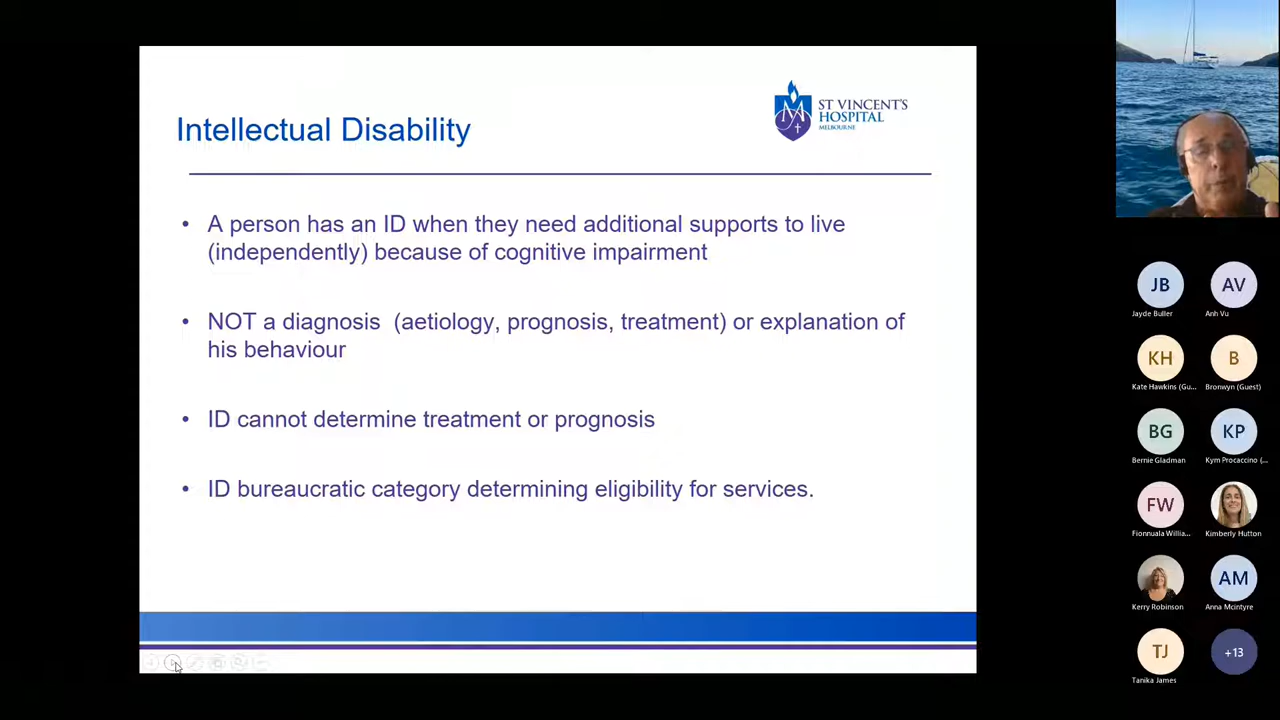 Intellectual Disability
ST VINCENT'S
HOSPITAL
MELBOURNE
• A person has an ID when they need additional supports to live
(independently) because of cognitive impairment
• NOT a diagnosis (aetiology, prognosis, treatment) or explanation of
his behaviour
• ID cannot determine treatment or prognosis
• ID bureaucratic category determining eligibility for services.
JB
AV
Jayde Buller
Anh Vu
KH
B
Kate Hawkins (Gu...
Bronwyn (Guest)
BG
KP
Bernie Gladman
Kym Procaccino (...
FW
Fionnuala Willia...
Kimberly Hutton
AM
Kerry Robinson
Anna Mcintyre
TJ
+13
Tanika James